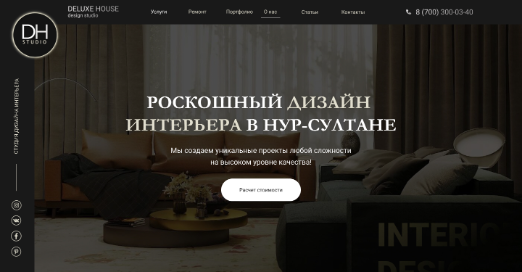 DELUXE HOUSE
design studio
DH
STUDIO
Услуги
Ремонт
Портфолио
О нас
Статьи
Контакты
8 (700) 300-03-40
СТУДИЯ ДИЗАЙНА ИНТЕРЬЕРА
РОСКОШНЫЙ ДИЗАЙН
ИНТЕРЬЕРА В НУР-СУЛТАНЕ
Мы создаем уникальные проекты любой сложности
на высоком уровне качества!
Расчет стоимости
INTERIO
DESIGN